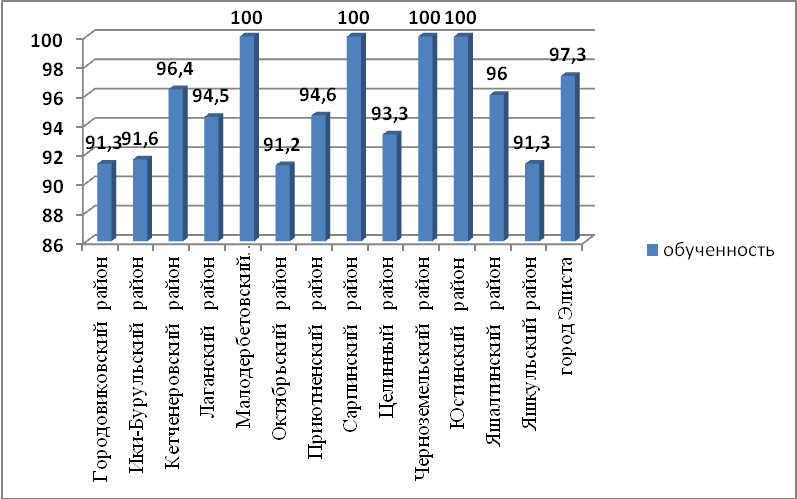 100
98
96
94
92
90
88
86
91,3
91,6
96,4
94,5
100
91,2
94,6
100
93,3
100
100
96
91,3
97,3
Городовиковский район
Ики-Бурульский район
Кетченеровский район
Лаганский район
Малодербетовский.
Октябрьский район
Приютненский район
Сарпинский район
Целинный район
Черноземельский район
Юстинский район
Яшалтинский район
Яшкульский район
город Элиста
обученность